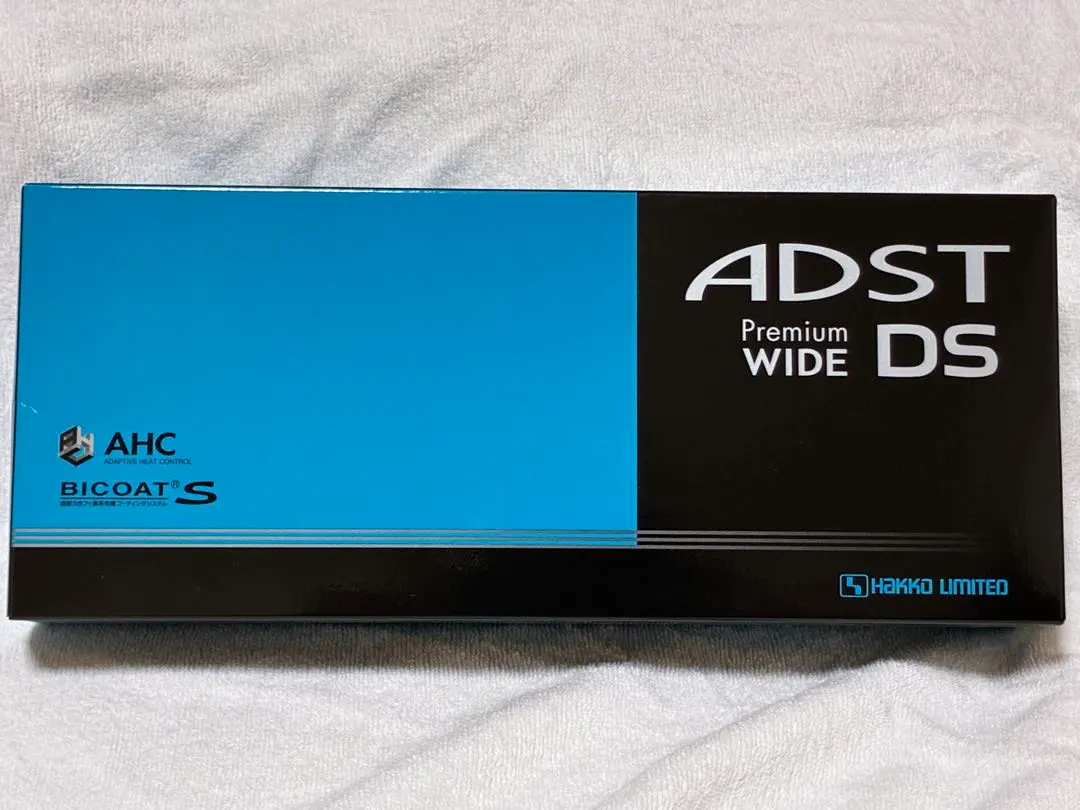 ADST
Premium
WIDE DS
AHC
ADAPTIVE HEAT CONTROL
BICOAT® S
HAKKO LIMITED